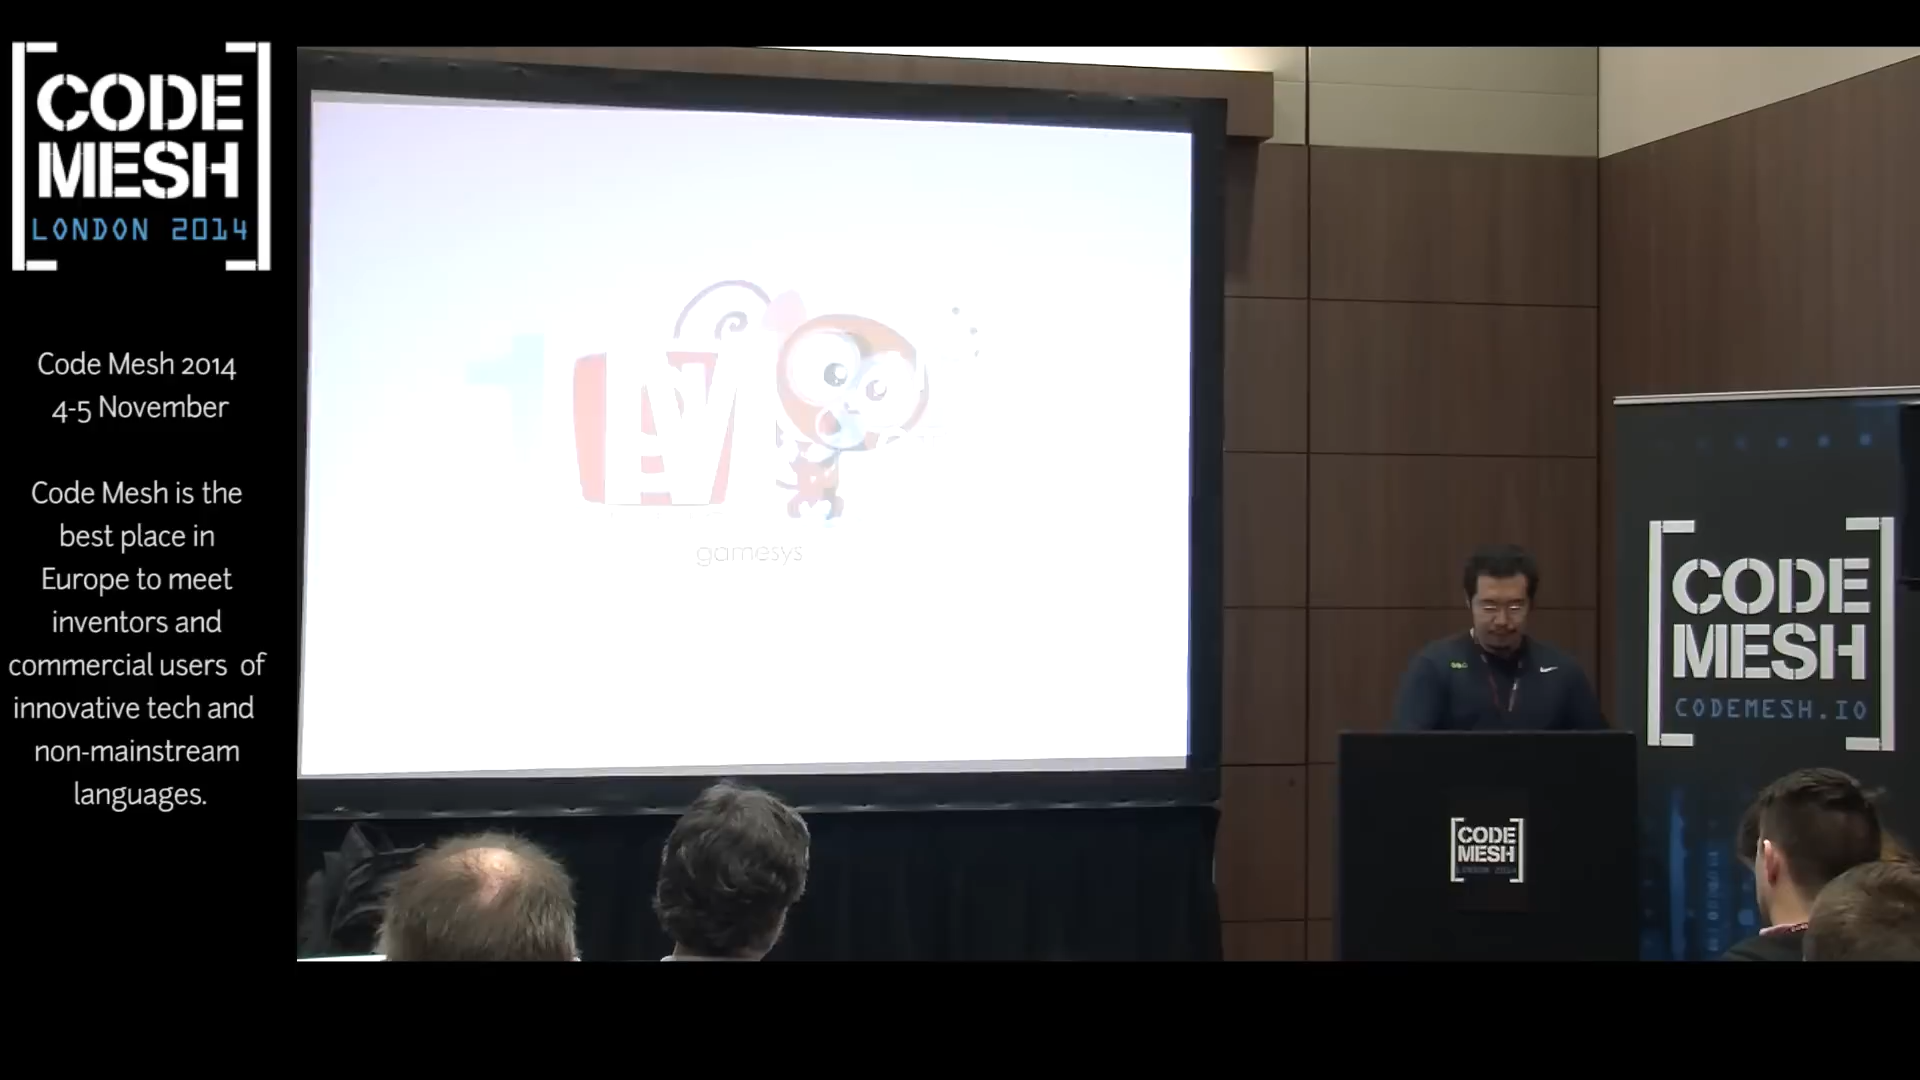 CODE
MESH
LONDON 2014
Code Mesh 2014
4-5 November
Code Mesh is the
best place in
Europe to meet
inventors and
commercial users of
innovative tech and
non-mainstream
languages.
gamesys
CODE
MESH
CODEMESH.IO
CODE
MESH
LONDON 2014